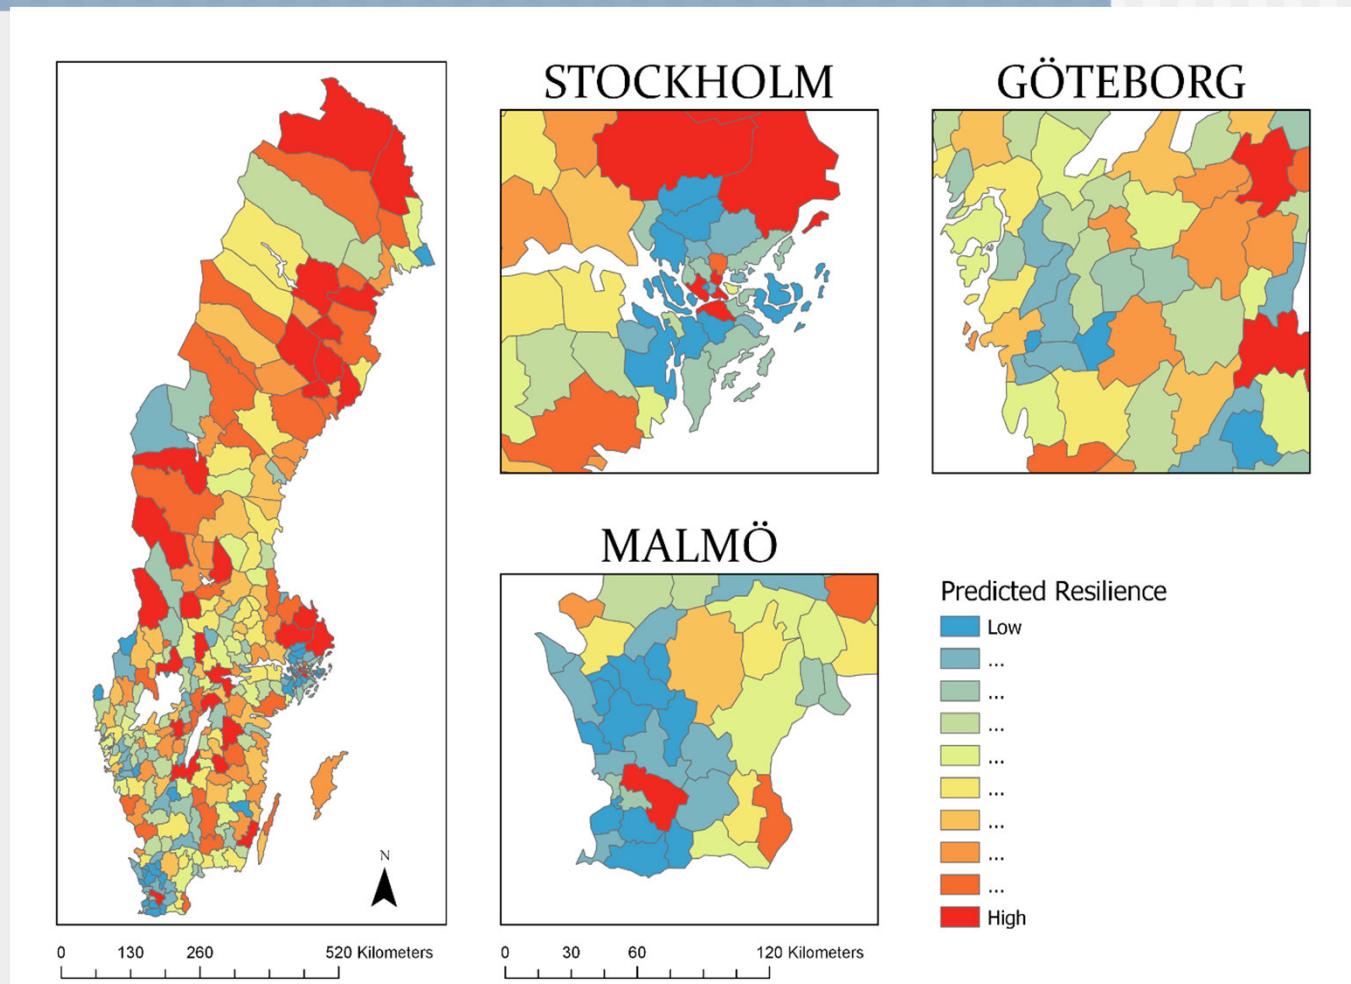 STOCKHOLM
GÖTEBORG
MALMÖ
Predicted Resilience
Low
...
...
...
...
...
...
...
...
High
N
0 130 260 520 Kilometers
0 30 60 120 Kilometers